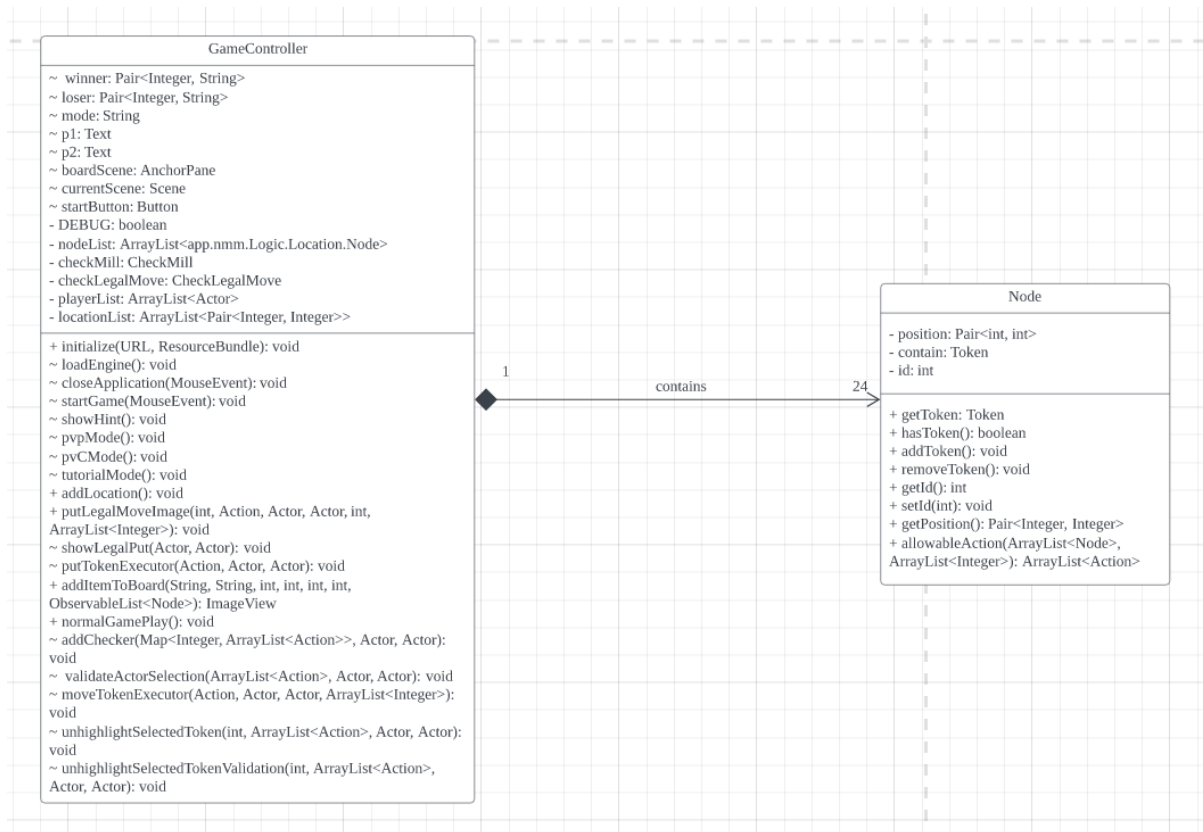 GameController
~ winner: Pair<Integer, String>
~ loser: Pair<Integer, String>
~ mode: String
~ p1: Text
~ p2: Text
~ boardScene: AnchorPane
~ currentScene: Scene
~ startButton: Button
- DEBUG: boolean
- nodeList: ArrayList<app.nmm.Logic.Location.Node>
- checkMill: CheckMill
- checkLegalMove: CheckLegalMove
- playerList: ArrayList<Actor>
- locationList: ArrayList<Pair<Integer, Integer>>
+ initialize(URL, ResourceBundle): void
~ loadEngine(): void
~ closeApplication(MouseEvent): void
~ startGame(MouseEvent): void
~ showHint(): void
~ pvpMode(): void
~ pvCMode(): void
~ tutorialMode(): void
+ addLocation(): void
+ putLegalMoveImage(int, Action, Actor, Actor, int,
ArrayList<Integer>): void
~ showLegalPut(Actor, Actor): void
~ putTokenExecutor(Action, Actor, Actor): void
+ addItemToBoard(String, String, int, int, int, int,
ObservableList<Node>): ImageView
+ normalGamePlay(): void
~ addChecker(Map<Integer, ArrayList<Action>>, Actor, Actor):
void
~ validateActorSelection(ArrayList<Action>, Actor, Actor): void
~ moveTokenExecutor(Action, Actor, Actor, ArrayList<Integer>):
void
~ unhighlightSelectedToken(int, ArrayList<Action>, Actor, Actor):
void
~ unhighlightSelectedTokenValidation(int, ArrayList<Action>,
Actor, Actor): void
1
contains
24
Node
- position: Pair<int, int>
- contain: Token
- id: int
+ getToken: Token
+ hasToken(): boolean
+ addToken(): void
+ removeToken(): void
+ getId(): int
+ setId(int): void
+ getPosition(): Pair<Integer, Integer>
+ allowableAction(ArrayList<Node>,
ArrayList<Integer>): ArrayList<Action>